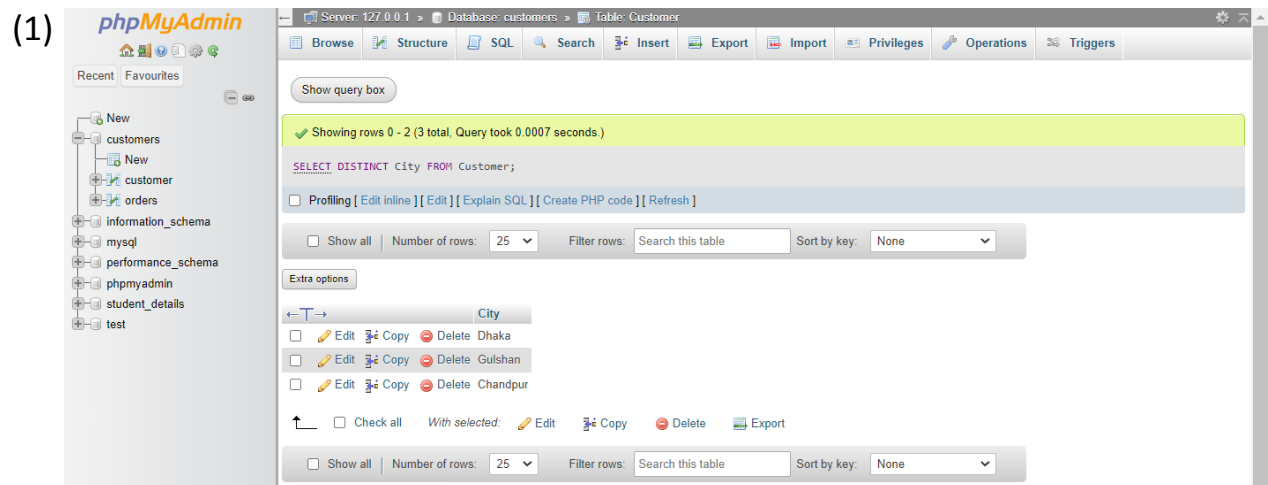 (1)
phpMyAdmin
Recent Favourites
New
customers
New
customer
orders
information_schema
mysql
performance_schema
phpmyadmin
student_details
test
Server: 127.0.0.1 » Database: customers » Table: Customer
Browse Structure SQL Search Insert Export Import Privileges Operations Triggers
Show query box
Showing rows 0 - 2 (3 total, Query took 0.0007 seconds.)
SELECT DISTINCT City FROM Customer;
Profiling [ Edit inline ] [ Edit ] [ Explain SQL ] [ Create PHP code ] [ Refresh ]
Show all | Number of rows: 25 Filter rows: Search this table Sort by key: None
Extra options
←T→ City
Edit Copy Delete Dhaka
Edit Copy Delete Gulshan
Edit Copy Delete Chandpur
Check all With selected: Edit Copy Delete Export
Show all | Number of rows: 25 Filter rows: Search this table Sort by key: None